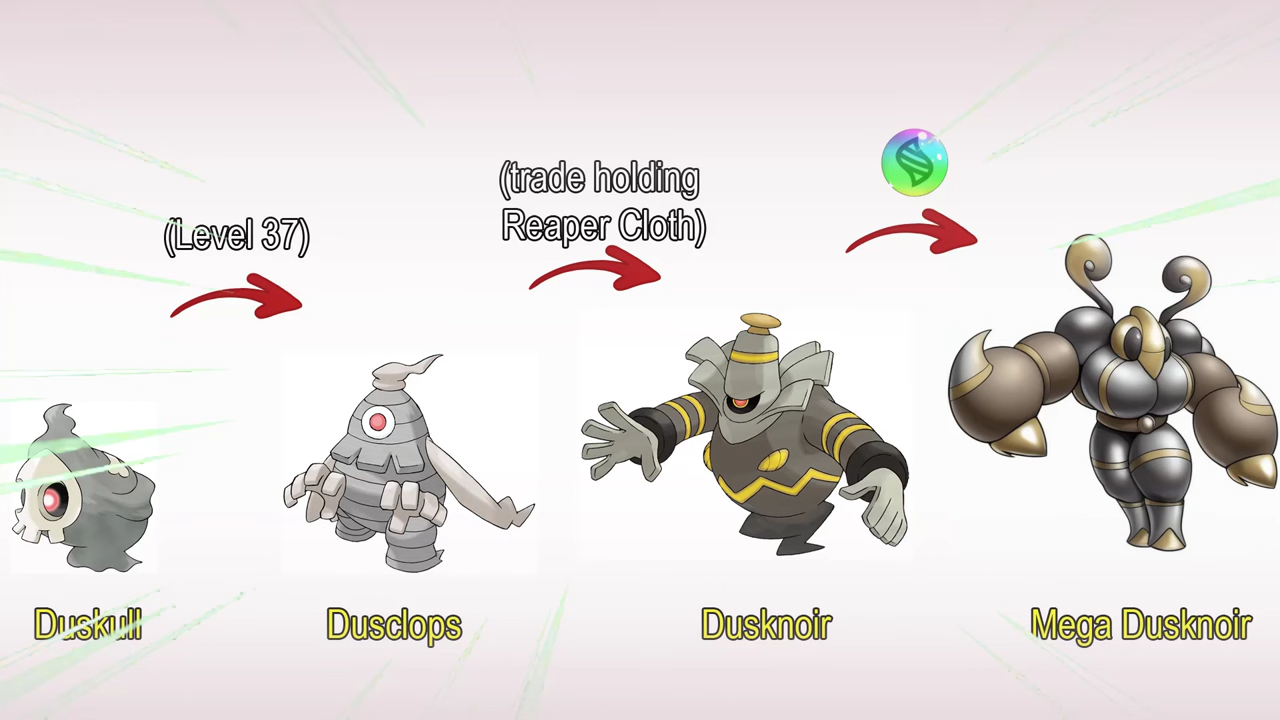 (Level 37)
(trade holding
Reaper Cloth)
Duskull
Dusclops
Dusknoir
Mega Dusknoir